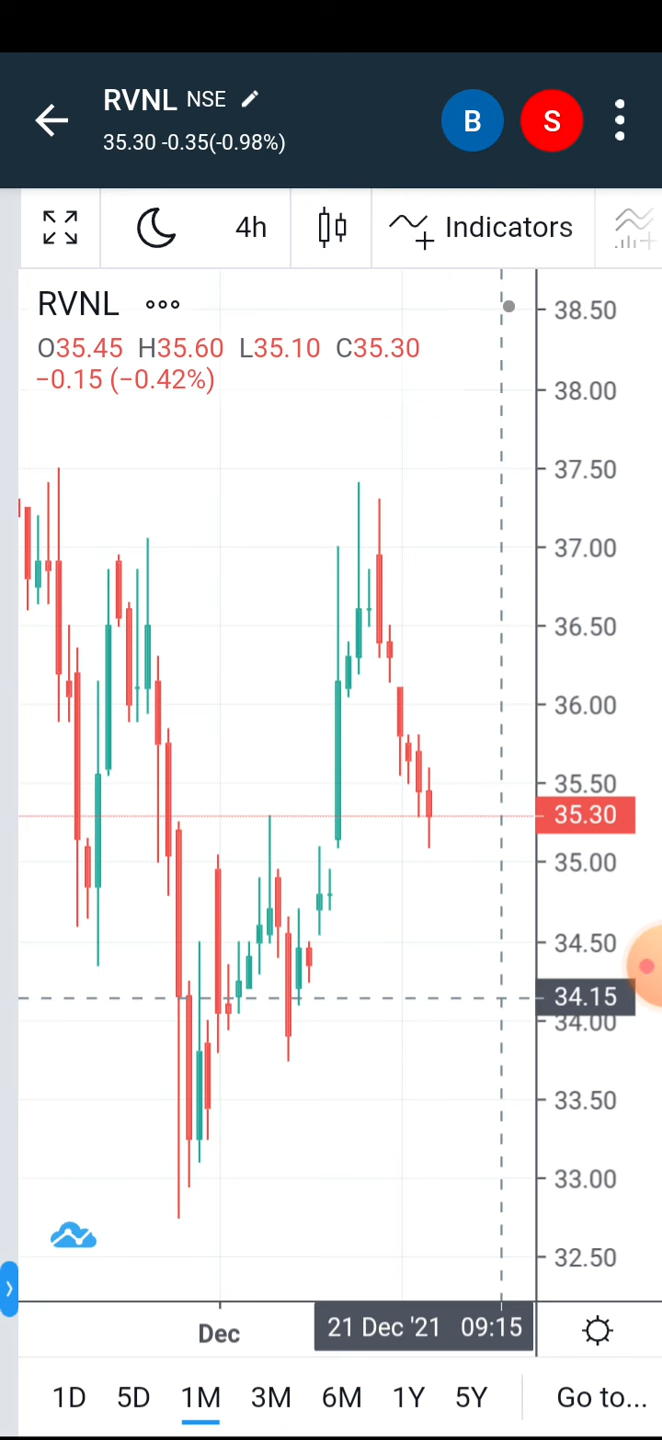 RVNL NSE
35.30 -0.35(-0.98%)
B
S
4h
Indicators
RVNL
O35.45 H35.60 L35.10 C35.30
−0.15 (−0.42%)
38.50
38.00
37.50
37.00
36.50
36.00
35.50
35.30
35.00
34.50
34.15
34.00
33.50
33.00
32.50
Dec
21 Dec '21 09:15
1D 5D 1M 3M 6M 1Y 5Y Go to...